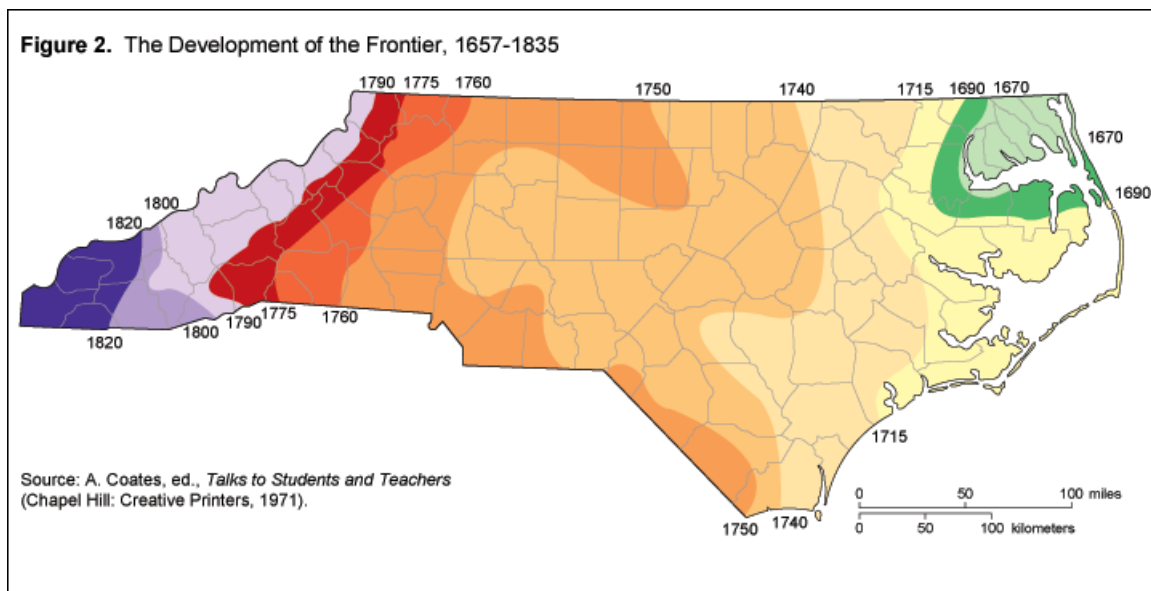 Figure 2. The Development of the Frontier, 1657-1835
1790 1775 1760 1750 1740 1715 1690 1670
1670
1690
1800
1820
1820
1800
1790
1775
1760
1715
1750
1740
Source: A. Coates, ed., Talks to Students and Teachers
(Chapel Hill: Creative Printers, 1971).
0 50 100 miles
0 50 100 kilometers